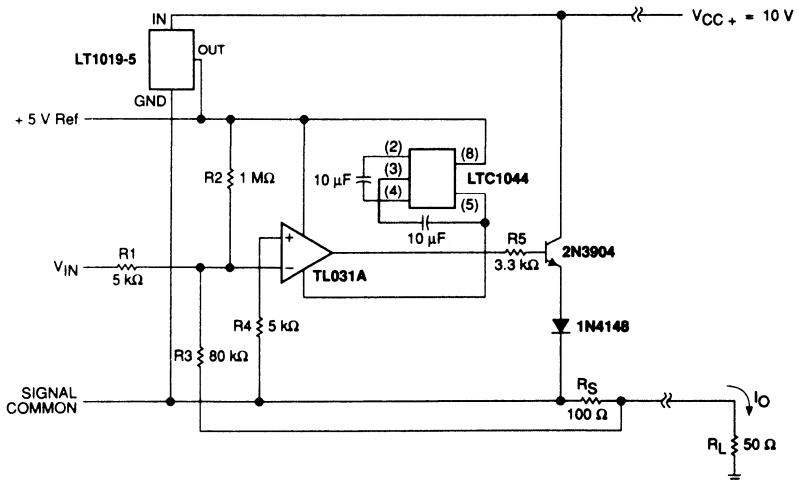 IN
VCC + = 10 V
LT1019-5
OUT
GND
+ 5 V Ref
(2)
(3)
(4)
(8)
(5)
LTC1044
10 µF
10 µF
R2
1 MΩ
R5
3.3 kΩ
2N3904
+
−
TL031A
VIN
R1
5 kΩ
R4
5 kΩ
1N4148
R3
80 kΩ
SIGNAL
COMMON
RS
100 Ω
IO
RL
50 Ω